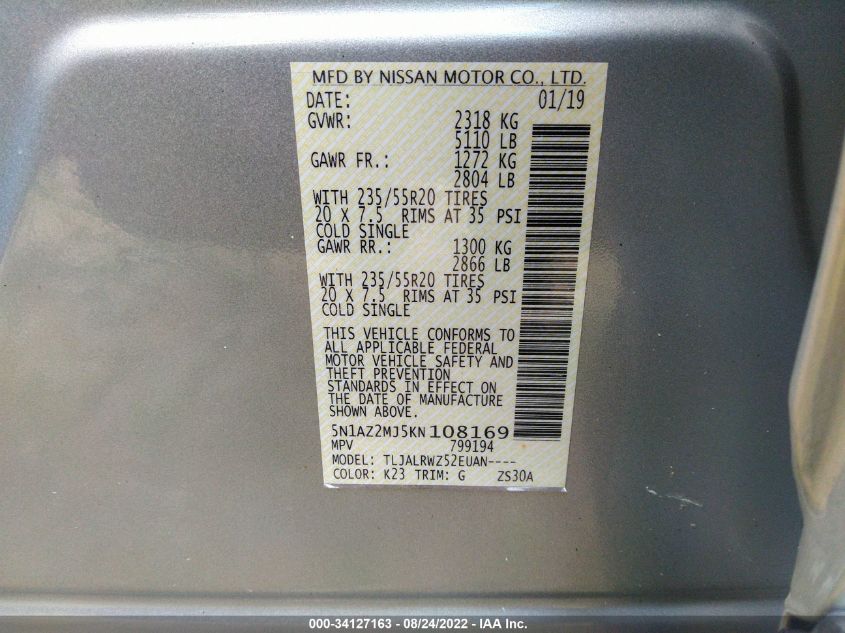 MFD BY NISSAN MOTOR CO., LTD.
DATE: 01/19
GVWR: 2318 KG
5110 LB
GAWR FR.: 1272 KG
2804 LB
WITH 235/55R20 TIRES
20 X 7.5 RIMS AT 35 PSI
COLD SINGLE
GAWR RR.: 1300 KG
2866 LB
WITH 235/55R20 TIRES
20 X 7.5 RIMS AT 35 PSI
COLD SINGLE
THIS VEHICLE CONFORMS TO
ALL APPLICABLE FEDERAL
MOTOR VEHICLE SAFETY AND
THEFT PREVENTION
STANDARDS IN EFFECT ON
THE DATE OF MANUFACTURE
SHOWN ABOVE.
5N1AZ2MJ5KN108169
MPV 799194
MODEL: TLJALRWZ52EUAN----
COLOR: K23 TRIM: G ZS30A
000-34127163 - 08/24/2022 - IAA Inc.